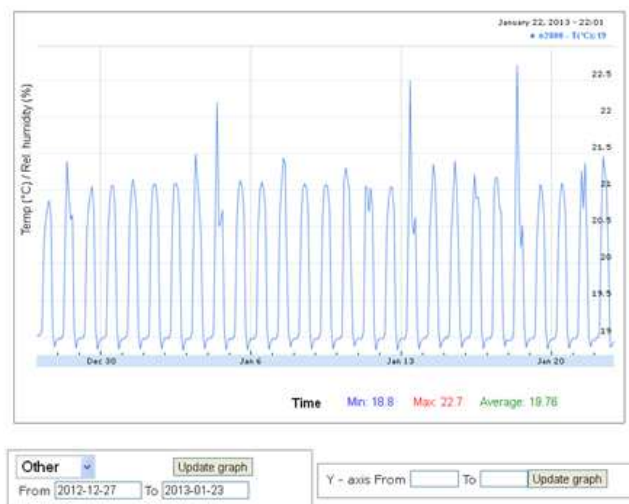 January 22, 2013 - 22:01
Temp (°C) / Rel. humidity (%)
22.5
22
21.5
21
20.5
20
19.5
19
Dec 30 Jan 6 Jan 13 Jan 20
Time Min: 18.8 Max: 22.7 Average: 19.76
Other Update graph
From 2012-12-27 To 2013-01-23
Y - axis From To Update graph